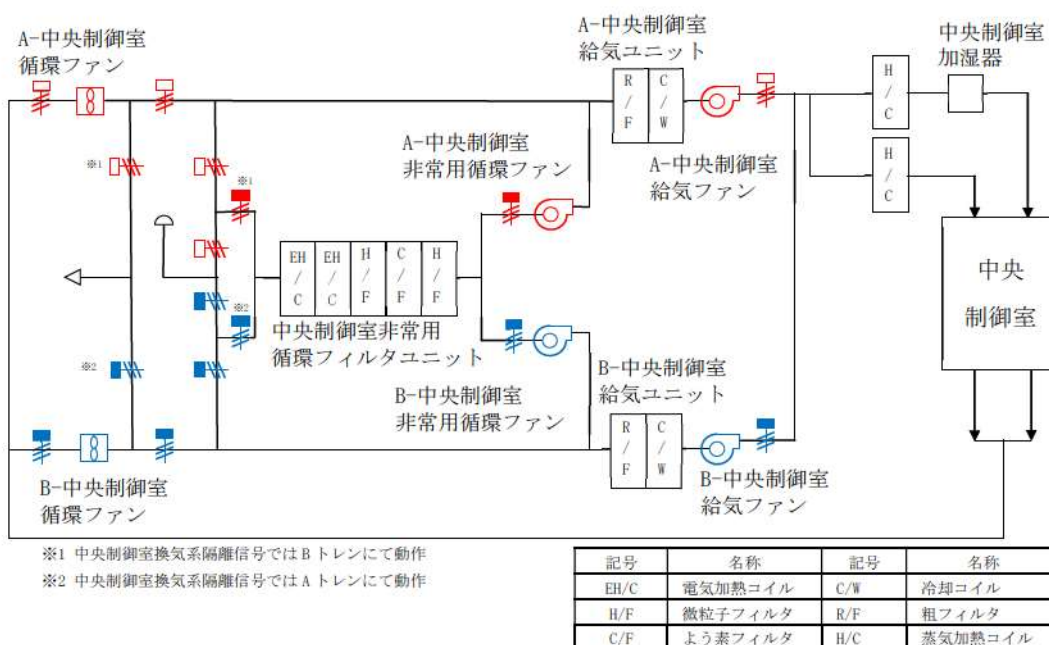 A-中央制御室
循環ファン
A-中央制御室
給気ユニット
中央制御室
加湿器
R
/
F
C
/
W
H
/
C
※1
A-中央制御室
非常用循環ファン
A-中央制御室
給気ファン
H
/
C
※1
EH
/
C
EH
/
C
H
/
F
C
/
F
H
/
F
中央
制御室
※2
中央制御室非常用
循環フィルタユニット
※2
B-中央制御室
非常用循環ファン
B-中央制御室
給気ユニット
R
/
F
C
/
W
B-中央制御室
循環ファン
B-中央制御室
給気ファン
※1 中央制御室換気系隔離信号ではBトレンにて動作
※2 中央制御室換気系隔離信号ではAトレンにて動作
記号 名称 記号 名称
EH/C 電気加熱コイル C/W 冷却コイル
H/F 微粒子フィルタ R/F 粗フィルタ
C/F よう素フィルタ H/C 蒸気加熱コイル